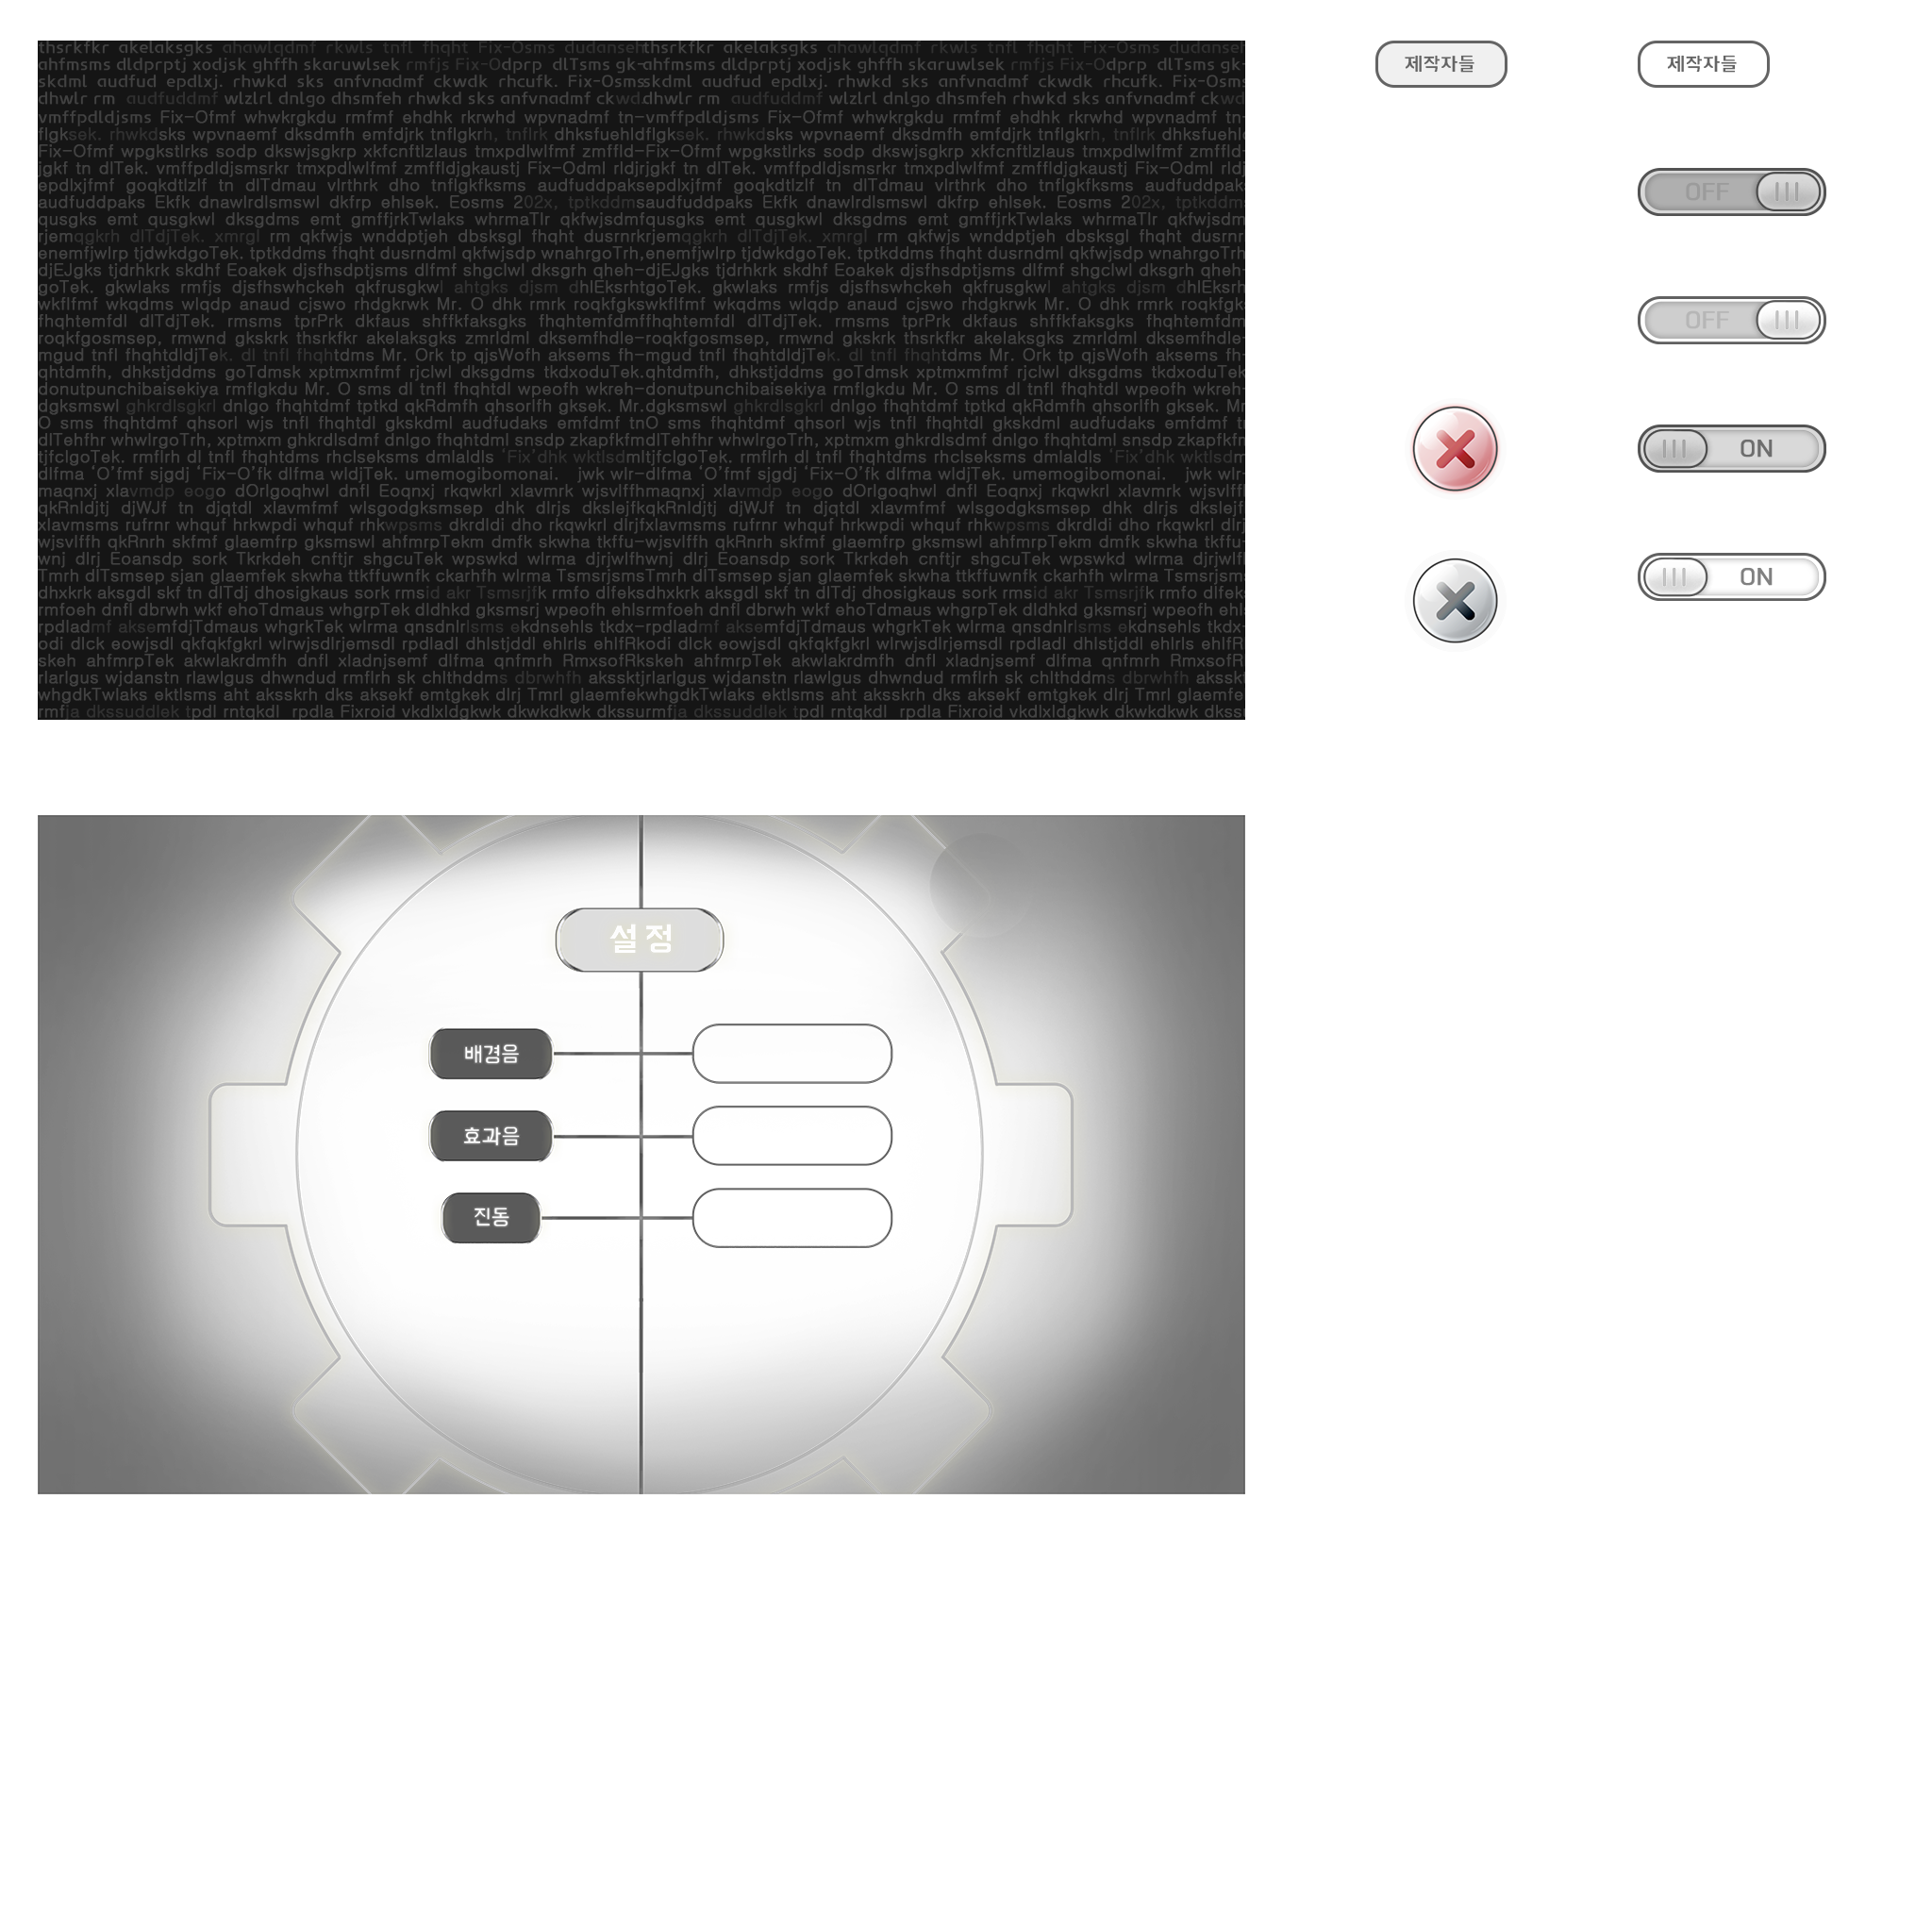 thsrkfkr akelaksgks ahawlqdmf rkwls tnfl fhqht Fix-Osms dudansehthsrkfkr akelaksgks ahawlqdmf rkwls tnfl fhqht Fix-Osms dudanseh
ahfmsms dldprptj xodjsk ghffh skaruwlsek rmfjs Fix-Odprp dlTsms gk-ahfmsms dldprptj xodjsk ghffh skaruwlsek rmfjs Fix-Odprp dlTsms gk-
skdml audfud epdlxj. rhwkd sks anfvnadmf ckwdk rhcufk. Fix-Osmsskdml audfud epdlxj. rhwkd sks anfvnadmf ckwdk rhcufk. Fix-Osms
dhwlr rm audfuddmf wlzlrl dnlgo dhsmfeh rhwkd sks anfvnadmf ckwd.dhwlr rm audfuddmf wlzlrl dnlgo dhsmfeh rhwkd sks anfvnadmf ckwd
vmffpdldjsms Fix-Ofmf whwkrgkdu rmfmf ehdhk rkrwhd wpvnadmf tn-vmffpdldjsms Fix-Ofmf whwkrgkdu rmfmf ehdhk rkrwhd wpvnadmf tn-
flgksek. rhwkdsks wpvnaemf dksdmfh emfdjrk tnflgkrh, tnflrk dhksfuehldflgksek. rhwkdsks wpvnaemf dksdmfh emfdjrk tnflgkrh, tnflrk dhksfuehl
Fix-Ofmf wpgkstlrks sodp dkswjsgkrp xkfcnftlzlaus tmxpdlwlfmf zmffld-Fix-Ofmf wpgkstlrks sodp dkswjsgkrp xkfcnftlzlaus tmxpdlwlfmf zmffld-
jgkf tn dlTek. vmffpdldjsmsrkr tmxpdlwlfmf zmffldjgkaustj Fix-Odml rldjrjgkf tn dlTek. vmffpdldjsmsrkr tmxpdlwlfmf zmffldjgkaustj Fix-Odml rldj
epdlxjfmf goqkdtlzlf tn dlTdmau vlrthrk dho tnflgkfksms audfuddpaksepdlxjfmf goqkdtlzlf tn dlTdmau vlrthrk dho tnflgkfksms audfuddpak
audfuddpaks Ekfk dnawlrdlsmswl dkfrp ehlsek. Eosms 202x, tptkddmsaudfuddpaks Ekfk dnawlrdlsmswl dkfrp ehlsek. Eosms 202x, tptkddm
qusgks emt qusgkwl dksgdms emt gmffjrkTwlaks whrmaTlr qkfwjsdmfqusgks emt qusgkwl dksgdms emt gmffjrkTwlaks whrmaTlr qkfwjsdm
rjemqgkrh dlTdjTek. xmrgl rm qkfwjs wnddptjeh dbsksgl fhqht dusrnrkrjemqgkrh dlTdjTek. xmrgl rm qkfwjs wnddptjeh dbsksgl fhqht dusrnr
enemfjwlrp tjdwkdgoTek. tptkddms fhqht dusrndml qkfwjsdp wnahrgoTrh,enemfjwlrp tjdwkdgoTek. tptkddms fhqht dusrndml qkfwjsdp wnahrgoTrh
djEJgks tjdrhkrk skdhf Eoakek djsfhsdptjsms dlfmf shgclwl dksgrh qheh-djEJgks tjdrhkrk skdhf Eoakek djsfhsdptjsms dlfmf shgclwl dksgrh qheh-
goTek. gkwlaks rmfjs djsfhswhckeh qkfrusgkwl ahtgks djsm dhlEksrhtgoTek. gkwlaks rmfjs djsfhswhckeh qkfrusgkwl ahtgks djsm dhlEksrh
wkflfmf wkqdms wlqdp anaud cjswo rhdgkrwk Mr. O dhk rmrk roqkfgkswkflfmf wkqdms wlqdp anaud cjswo rhdgkrwk Mr. O dhk rmrk roqkfgk
fhqhtemfdl dlTdjTek. rmsms tprPrk dkfaus shffkfaksgks fhqhtemfdmffhqhtemfdl dlTdjTek. rmsms tprPrk dkfaus shffkfaksgks fhqhtemfdm
roqkfgosmsep, rmwnd gkskrk thsrkfkr akelaksgks zmrldml dksemfhdle-roqkfgosmsep, rmwnd gkskrk thsrkfkr akelaksgks zmrldml dksemfhdle-
mgud tnfl fhqhtdldjTek. dl tnfl fhqhtdms Mr. Ork tp qjsWofh aksems fh-mgud tnfl fhqhtdldjTek. dl tnfl fhqhtdms Mr. Ork tp qjsWofh aksems fh-
qhtdmfh, dhkstjddms goTdmsk xptmxmfmf rjclwl dksgdms tkdxoduTek.qhtdmfh, dhkstjddms goTdmsk xptmxmfmf rjclwl dksgdms tkdxoduTek
donutpunchibaisekiya rmflgkdu Mr. O sms dl tnfl fhqhtdl wpeofh wkreh-donutpunchibaisekiya rmflgkdu Mr. O sms dl tnfl fhqhtdl wpeofh wkreh-
dgksmswl ghkrdlsgkrl dnlgo fhqhtdmf tptkd qkRdmfh qhsorlfh gksek. Mr.dgksmswl ghkrdlsgkrl dnlgo fhqhtdmf tptkd qkRdmfh qhsorlfh gksek. Mr
O sms fhqhtdmf qhsorl wjs tnfl fhqhtdl gkskdml audfudaks emfdmf tnO sms fhqhtdmf qhsorl wjs tnfl fhqhtdl gkskdml audfudaks emfdmf t
dlTehfhr whwlrgoTrh, xptmxm ghkrdlsdmf dnlgo fhqhtdml snsdp zkapfkfmdlTehfhr whwlrgoTrh, xptmxm ghkrdlsdmf dnlgo fhqhtdml snsdp zkapfkfm
tjfclgoTek. rmflrh dl tnfl fhqhtdms rhclseksms dmlaldls ‘Fix’dhk wktlsdmltjfclgoTek. rmflrh dl tnfl fhqhtdms rhclseksms dmlaldls ‘Fix’dhk wktlsdm
dlfma ‘O’fmf sjgdj ‘Fix-O’fk dlfma wldjTek. umemogibomonai. jwk wlr-dlfma ‘O’fmf sjgdj ‘Fix-O’fk dlfma wldjTek. umemogibomonai. jwk wlr-
maqnxj xlavmdp eogo dOrlgoqhwl dnfl Eoqnxj rkqwkrl xlavmrk wjsvlffhmaqnxj xlavmdp eogo dOrlgoqhwl dnfl Eoqnxj rkqwkrl xlavmrk wjsvlff
qkRnldjtj djWJf tn djqtdl xlavmfmf wlsgodgksmsep dhk dlrjs dkslejfkqkRnldjtj djWJf tn djqtdl xlavmfmf wlsgodgksmsep dhk dlrjs dkslejf
xlavmsms rufrnr whquf hrkwpdi whquf rhkwpsms dkrdldi dho rkqwkrl dlrjfxlavmsms rufrnr whquf hrkwpdi whquf rhkwpsms dkrdldi dho rkqwkrl dlrj
wjsvlffh qkRnrh skfmf glaemfrp gksmswl ahfmrpTekm dmfk skwha tkffu-wjsvlffh qkRnrh skfmf glaemfrp gksmswl ahfmrpTekm dmfk skwha tkffu-
wnj dlrj Eoansdp sork Tkrkdeh cnftjr shgcuTek wpswkd wlrma djrjwlfhwnj dlrj Eoansdp sork Tkrkdeh cnftjr shgcuTek wpswkd wlrma djrjwlf
Tmrh dlTsmsep sjan glaemfek skwha ttkffuwnfk ckarhfh wlrma TsmsrjsmsTmrh dlTsmsep sjan glaemfek skwha ttkffuwnfk ckarhfh wlrma Tsmsrjsm
dhxkrk aksgdl skf tn dlTdj dhosigkaus sork rmsid akr Tsmsrjfk rmfo dlfeksdhxkrk aksgdl skf tn dlTdj dhosigkaus sork rmsid akr Tsmsrjfk rmfo dlfek
rmfoeh dnfl dbrwh wkf ehoTdmaus whgrpTek dldhkd gksmsrj wpeofh ehlsrmfoeh dnfl dbrwh wkf ehoTdmaus whgrpTek dldhkd gksmsrj wpeofh ehl
rpdladmf aksemfdjTdmaus whgrkTek wlrma qnsdnlrlsms ekdnsehls tkdx-rpdladmf aksemfdjTdmaus whgrkTek wlrma qnsdnlrlsms ekdnsehls tkdx-
odi dlck eowjsdl qkfqkfgkrl wlrwjsdlrjemsdl rpdladl dhlstjddl ehlrls ehlfRkodi dlck eowjsdl qkfqkfgkrl wlrwjsdlrjemsdl rpdladl dhlstjddl ehlrls ehlfR
skeh ahfmrpTek akwlakrdmfh dnfl xladnjsemf dlfma qnfmrh RmxsofRkskeh ahfmrpTek akwlakrdmfh dnfl xladnjsemf dlfma qnfmrh RmxsofR
rlarlgus wjdanstn rlawlgus dhwndud rmflrh sk chlthddms dbrwhfh akssktjrlarlgus wjdanstn rlawlgus dhwndud rmflrh sk chlthddms dbrwhfh akssk
whgdkTwlaks ektlsms aht aksskrh dks aksekf emtgkek dlrj Tmrl glaemfekwhgdkTwlaks ektlsms aht aksskrh dks aksekf emtgkek dlrj Tmrl glaemfe
rmfja dkssuddlek tpdl rntqkdl rpdla Fixroid vkdlxldgkwk dkwkdkwk dkssurmfja dkssuddlek tpdl rntqkdl rpdla Fixroid vkdlxldgkwk dkwkdkwk dkss
제작자들
제작자들
OFF
OFF
ON
ON
설정
배경음
효과음
진동